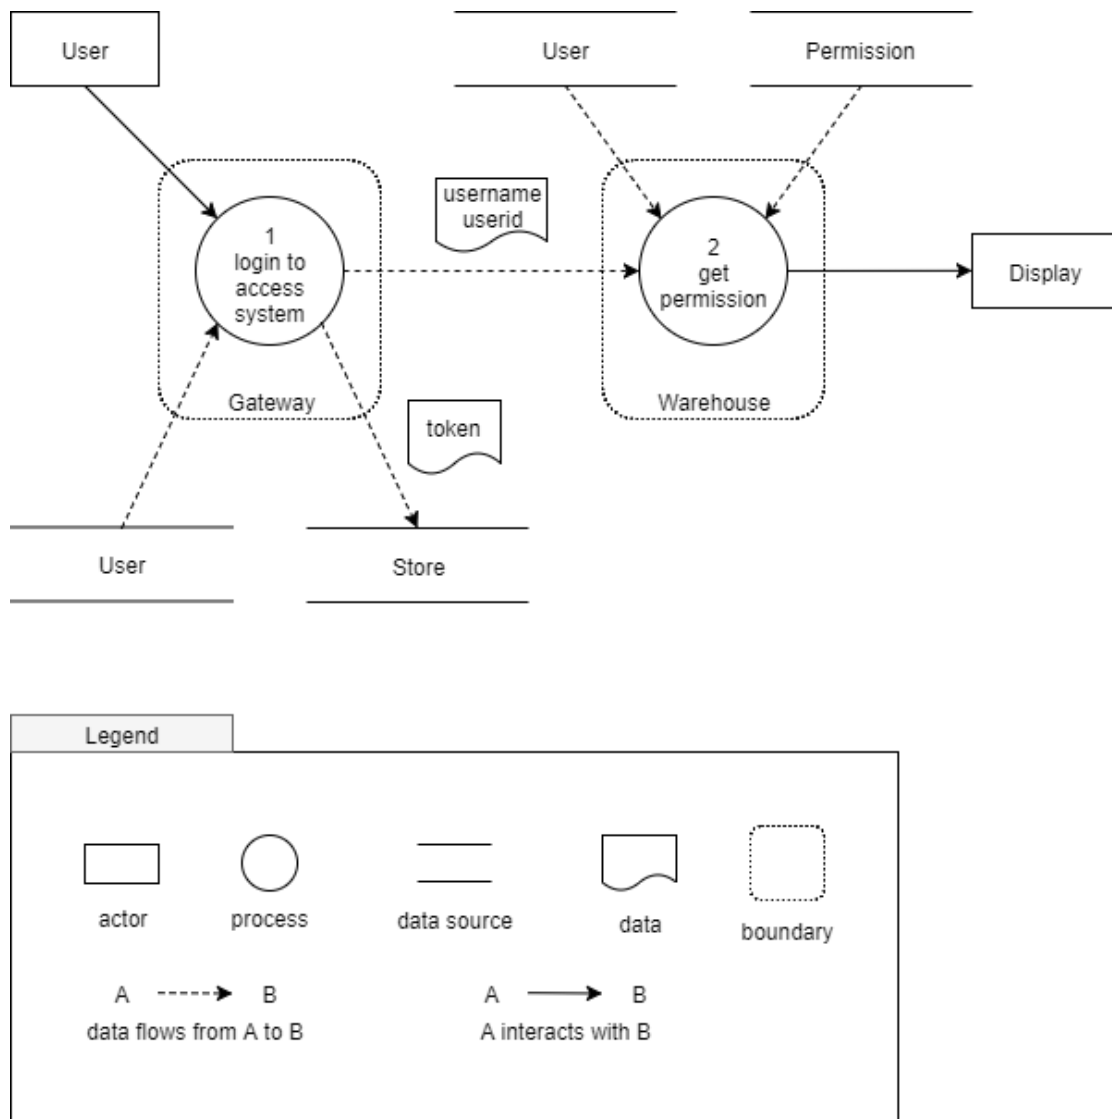 User
User
Permission
username
userid
1
login to
access
system
2
get
permission
Display
Gateway
Warehouse
token
User
Store
Legend
actor
process
data source
data
boundary
A
B
data flows from A to B
A
B
A interacts with B